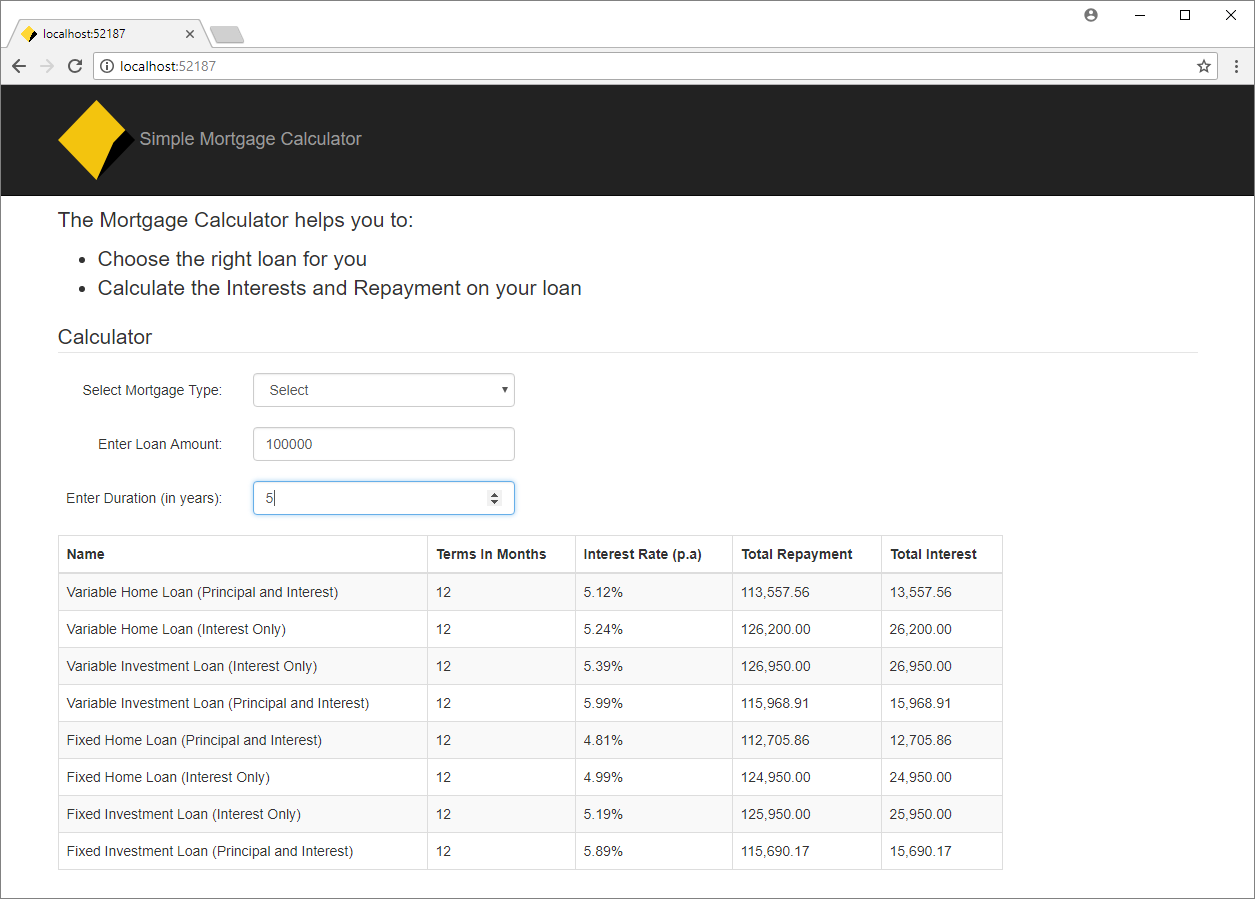 localhost:52187
localhost:52187
Simple Mortgage Calculator
The Mortgage Calculator helps you to:
• Choose the right loan for you
• Calculate the Interests and Repayment on your loan
Calculator
Select Mortgage Type: Select
Enter Loan Amount: 100000
Enter Duration (in years): 5
Name Terms In Months Interest Rate (p.a) Total Repayment Total Interest
Variable Home Loan (Principal and Interest) 12 5.12% 113,557.56 13,557.56
Variable Home Loan (Interest Only) 12 5.24% 126,200.00 26,200.00
Variable Investment Loan (Interest Only) 12 5.39% 126,950.00 26,950.00
Variable Investment Loan (Principal and Interest) 12 5.99% 115,968.91 15,968.91
Fixed Home Loan (Principal and Interest) 12 4.81% 112,705.86 12,705.86
Fixed Home Loan (Interest Only) 12 4.99% 124,950.00 24,950.00
Fixed Investment Loan (Interest Only) 12 5.19% 125,950.00 25,950.00
Fixed Investment Loan (Principal and Interest) 12 5.89% 115,690.17 15,690.17